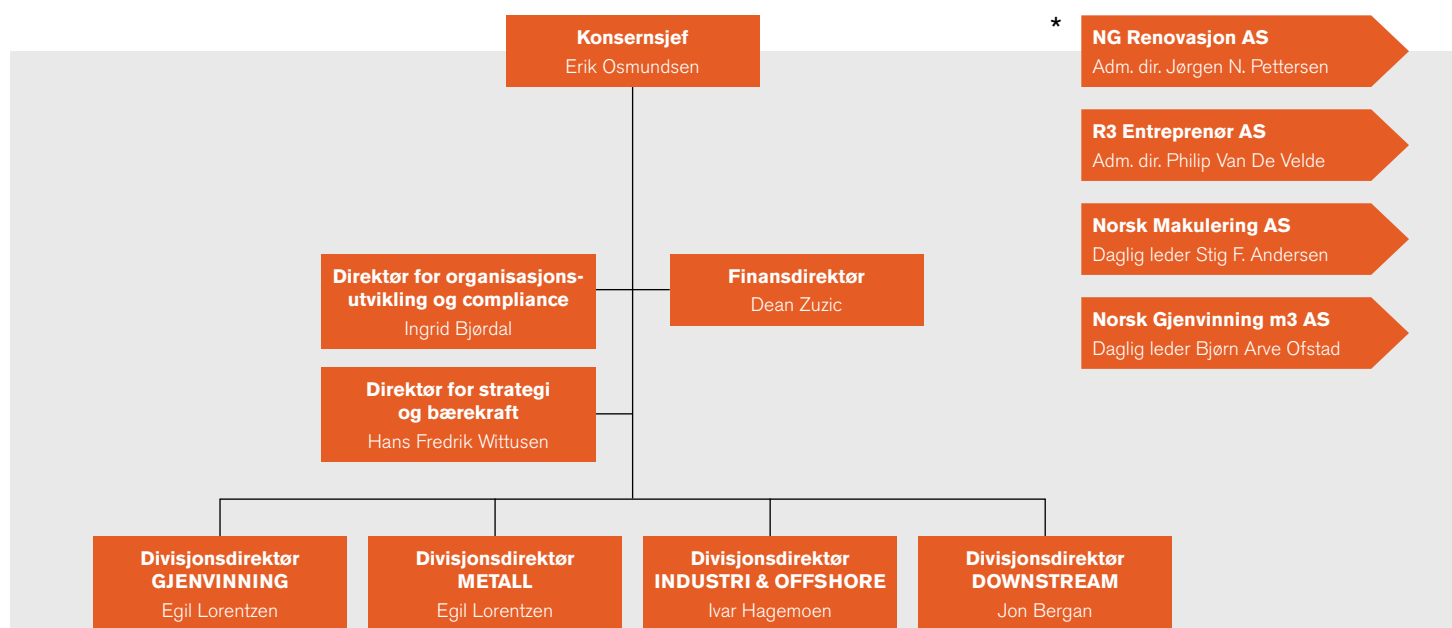 Konsernsjef
Erik Osmundsen
*
NG Renovasjon AS
Adm. dir. Jørgen N. Pettersen
R3 Entreprenør AS
Adm. dir. Philip Van De Velde
Norsk Makulering AS
Daglig leder Stig F. Andersen
Norsk Gjenvinning m3 AS
Daglig leder Bjørn Arve Ofstad
Direktør for organisasjons-
utvikling og compliance
Ingrid Bjørdal
Finansdirektør
Dean Zuzic
Direktør for strategi
og bærekraft
Hans Fredrik Wittusen
Divisjonsdirektør
GJENVINNING
Egil Lorentzen
Divisjonsdirektør
METALL
Egil Lorentzen
Divisjonsdirektør
INDUSTRI & OFFSHORE
Ivar Hagemoen
Divisjonsdirektør
DOWNSTREAM
Jon Bergan